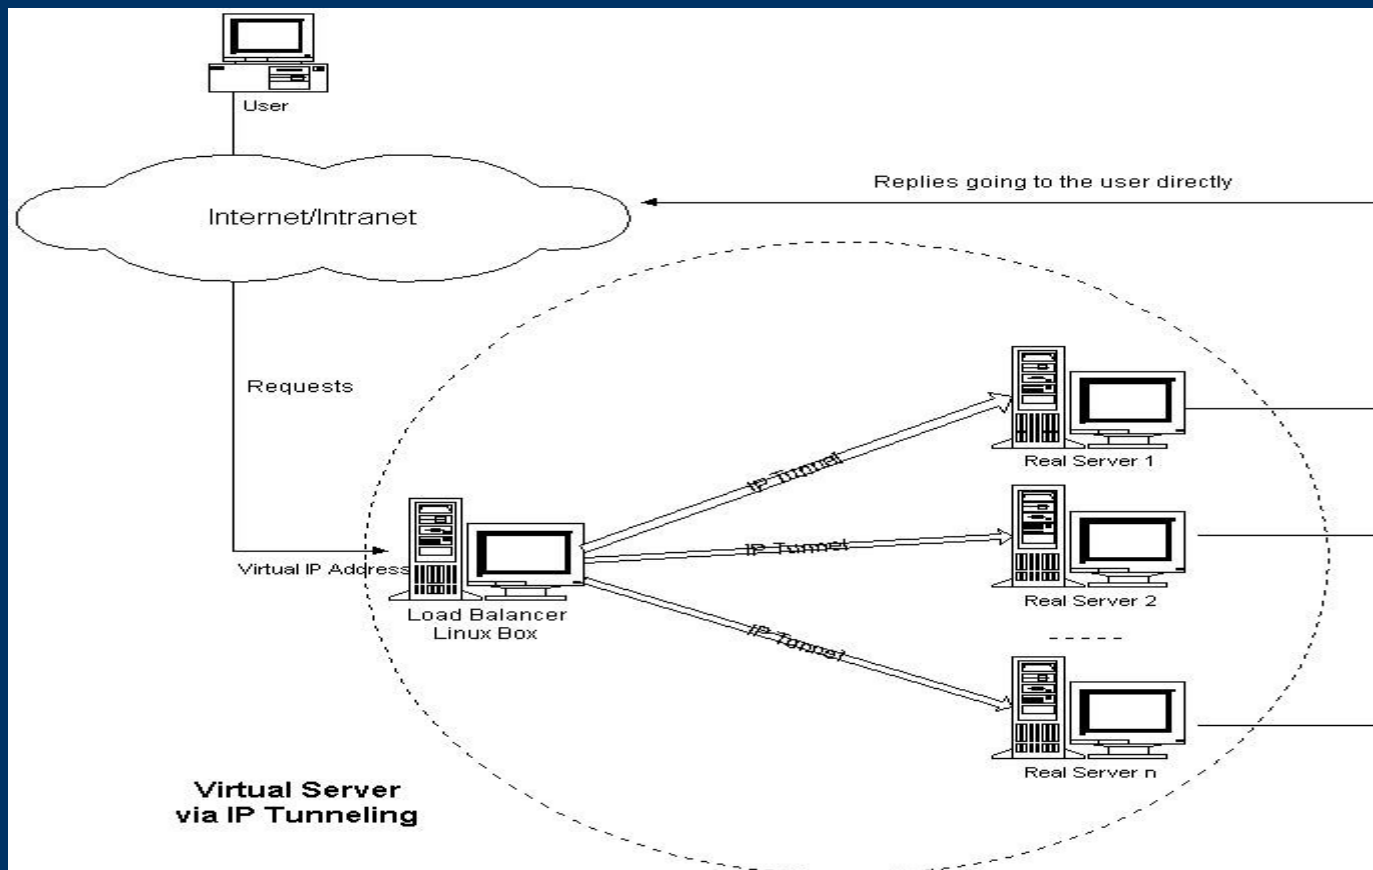 User
Internet/Intranet
Replies going to the user directly
Requests
Virtual IP Address
Load Balancer
Linux Box
IP Tunnel
IP Tunnel
IP Tunnel
Real Server 1
Real Server 2
Real Server n
Virtual Server
via IP Tunneling